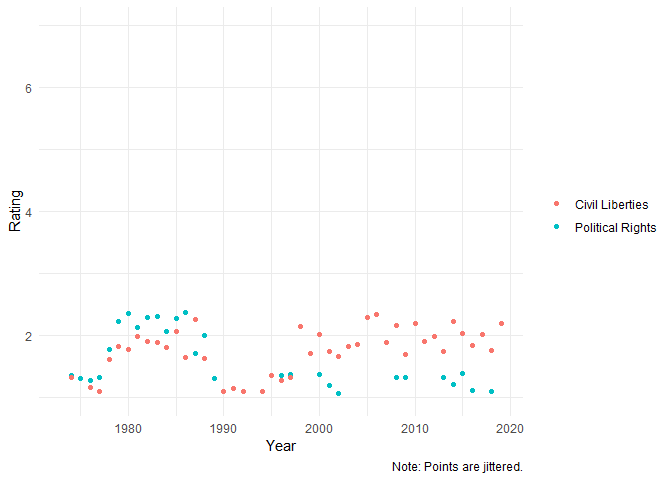 6
4
2
Rating
1980 1990 2000 2010 2020
Year
Civil Liberties
Political Rights
Note: Points are jittered.